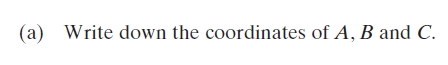 (a) Write down the coordinates of A, B and C.